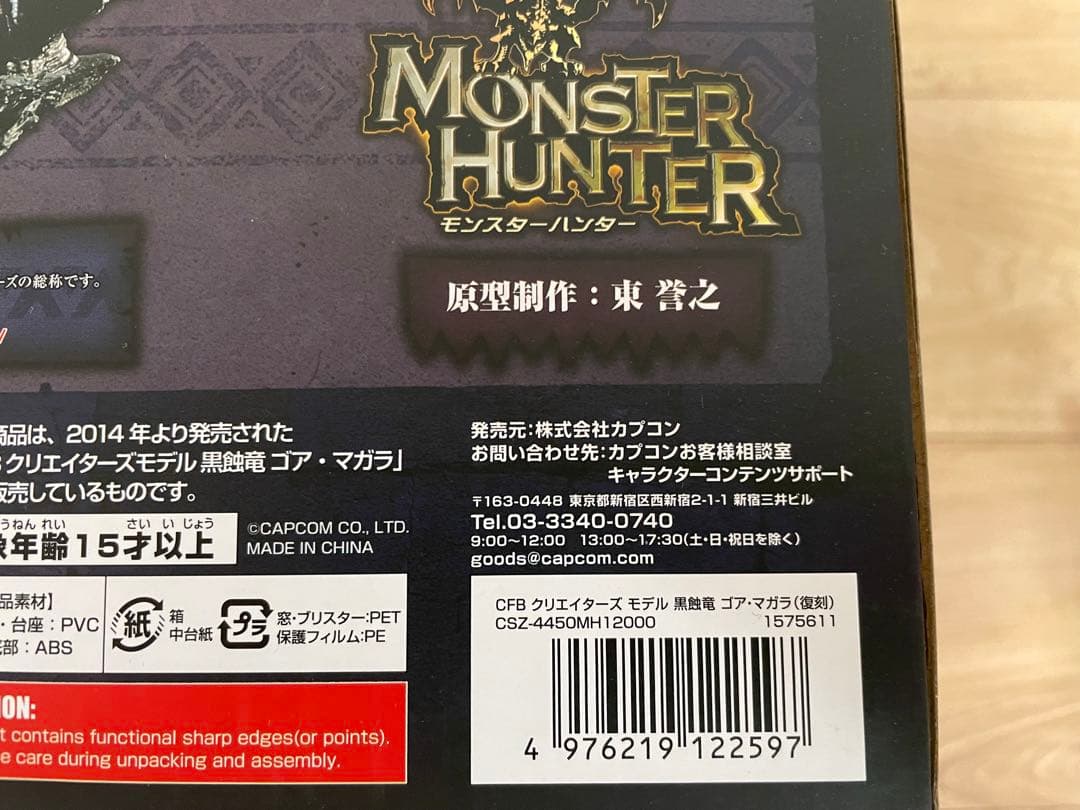 MONSTER
HUNTER
モンスターハンター
ーズの総称です。
原型制作：東 誉之
商品は、2014年より発売された
クリエイターズモデル 黒蝕竜 ゴア・マガラ」
販売しているものです。
うねん れい さい い じょう
年齢15才以上
©CAPCOM CO., LTD.
MADE IN CHINA
発売元：株式会社カプコン
お問い合わせ先：カプコンお客様相談室
キャラクターコンテンツサポート
〒163-0448 東京都新宿区西新宿2-1-1 新宿三井ビル
Tel.03-3340-0740
9:00～12:00 13:00～17:30(土・日・祝日を除く)
goods@capcom.com
品素材】
・台座：PVC
部：ABS
紙
箱
中台紙
プラ
窓・ブリスター：PET
保護フィルム：PE
CFB クリエイターズ モデル 黒蝕竜 ゴア・マガラ（復刻）
CSZ-4450MH12000 1575611
4 976219 122597
ION:
t contains functional sharp edges(or points).
e care during unpacking and assembly.